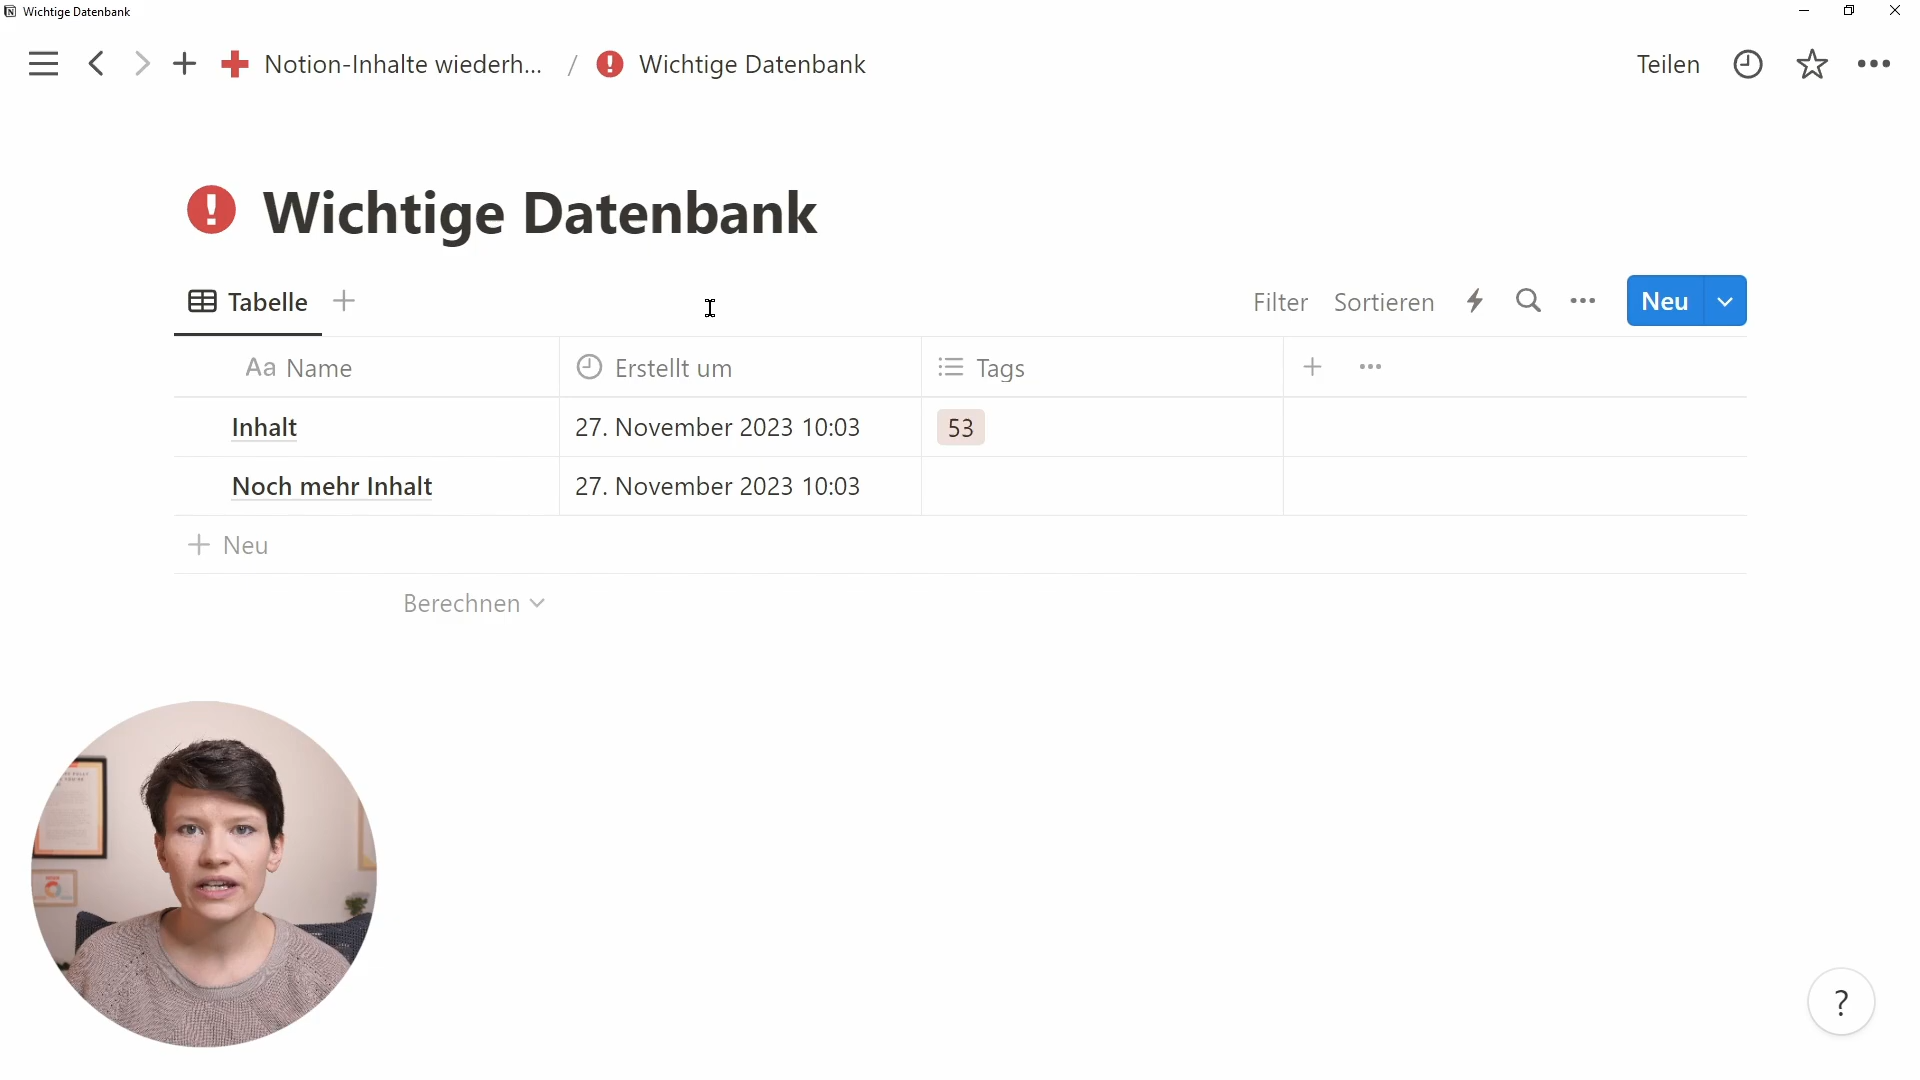 Wichtige Datenbank
Notion-Inhalte wiederh... / Wichtige Datenbank
Teilen
Wichtige Datenbank
Tabelle
Filter Sortieren
Neu
Aa Name
Erstellt um
Tags
Inhalt
27. November 2023 10:03
53
Noch mehr Inhalt
27. November 2023 10:03
Neu
Berechnen
?